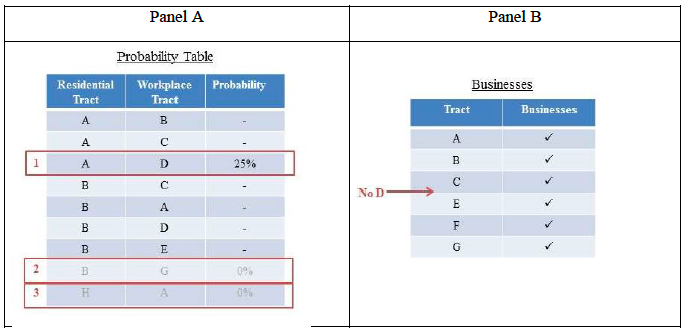 Panel A
Panel B
Probability Table
Residential Tract Workplace Tract Probability
A B -
A C -
1 A D 25%
B C -
B A -
B D -
B E -
2 B G 0%
3 H A 0%
Businesses
Tract Businesses
A ✓
B ✓
C ✓
No D
E ✓
F ✓
G ✓